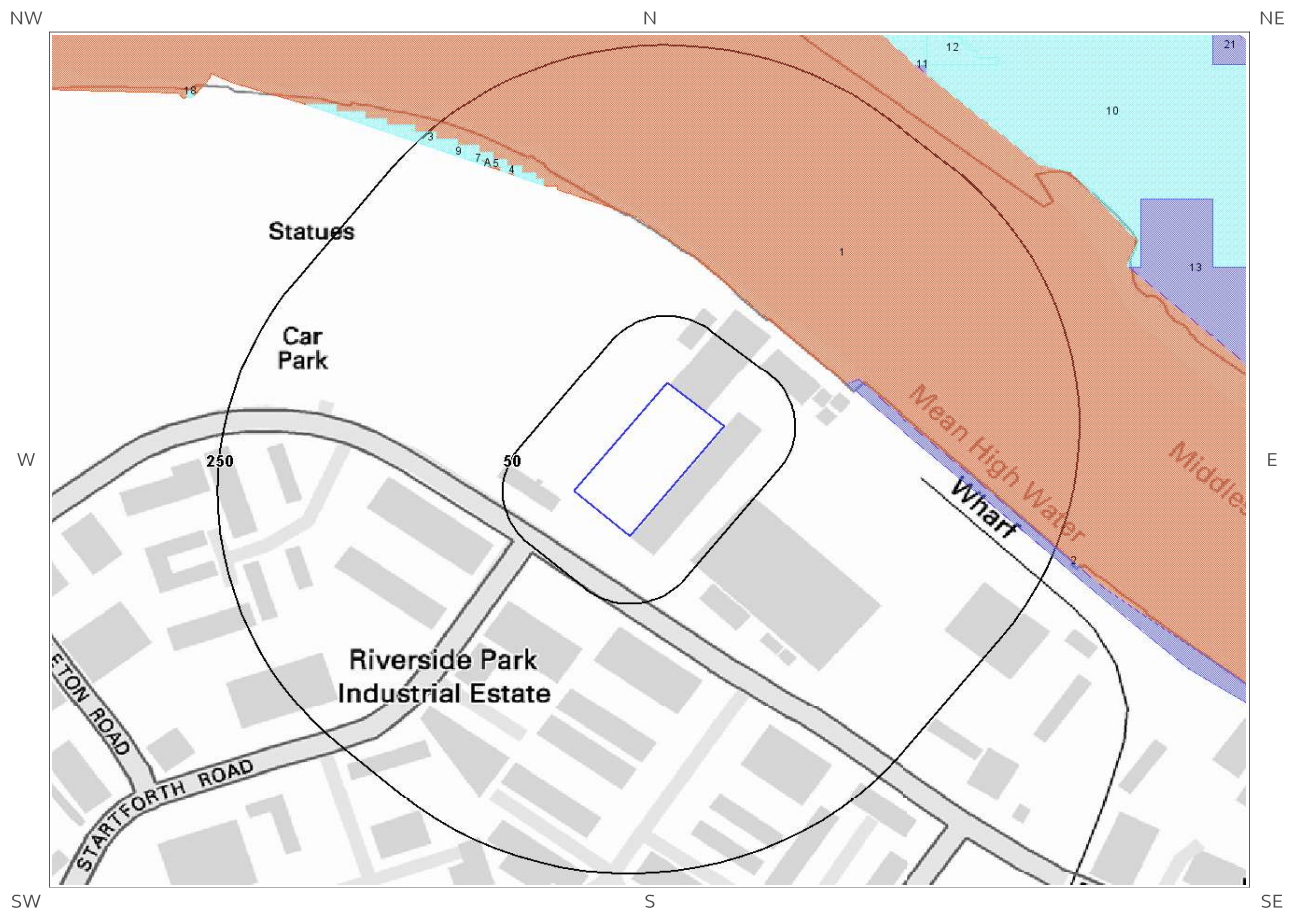 NW
N
NE
12
21
11
10
18
3
9
7
A5
4
Statues
1
13
Car
Park
Mean High Water
W
250
50
Wharf
Middles
E
2
Riverside Park
Industrial Estate
ETON ROAD
STARTFORTH ROAD
SW
S
SE